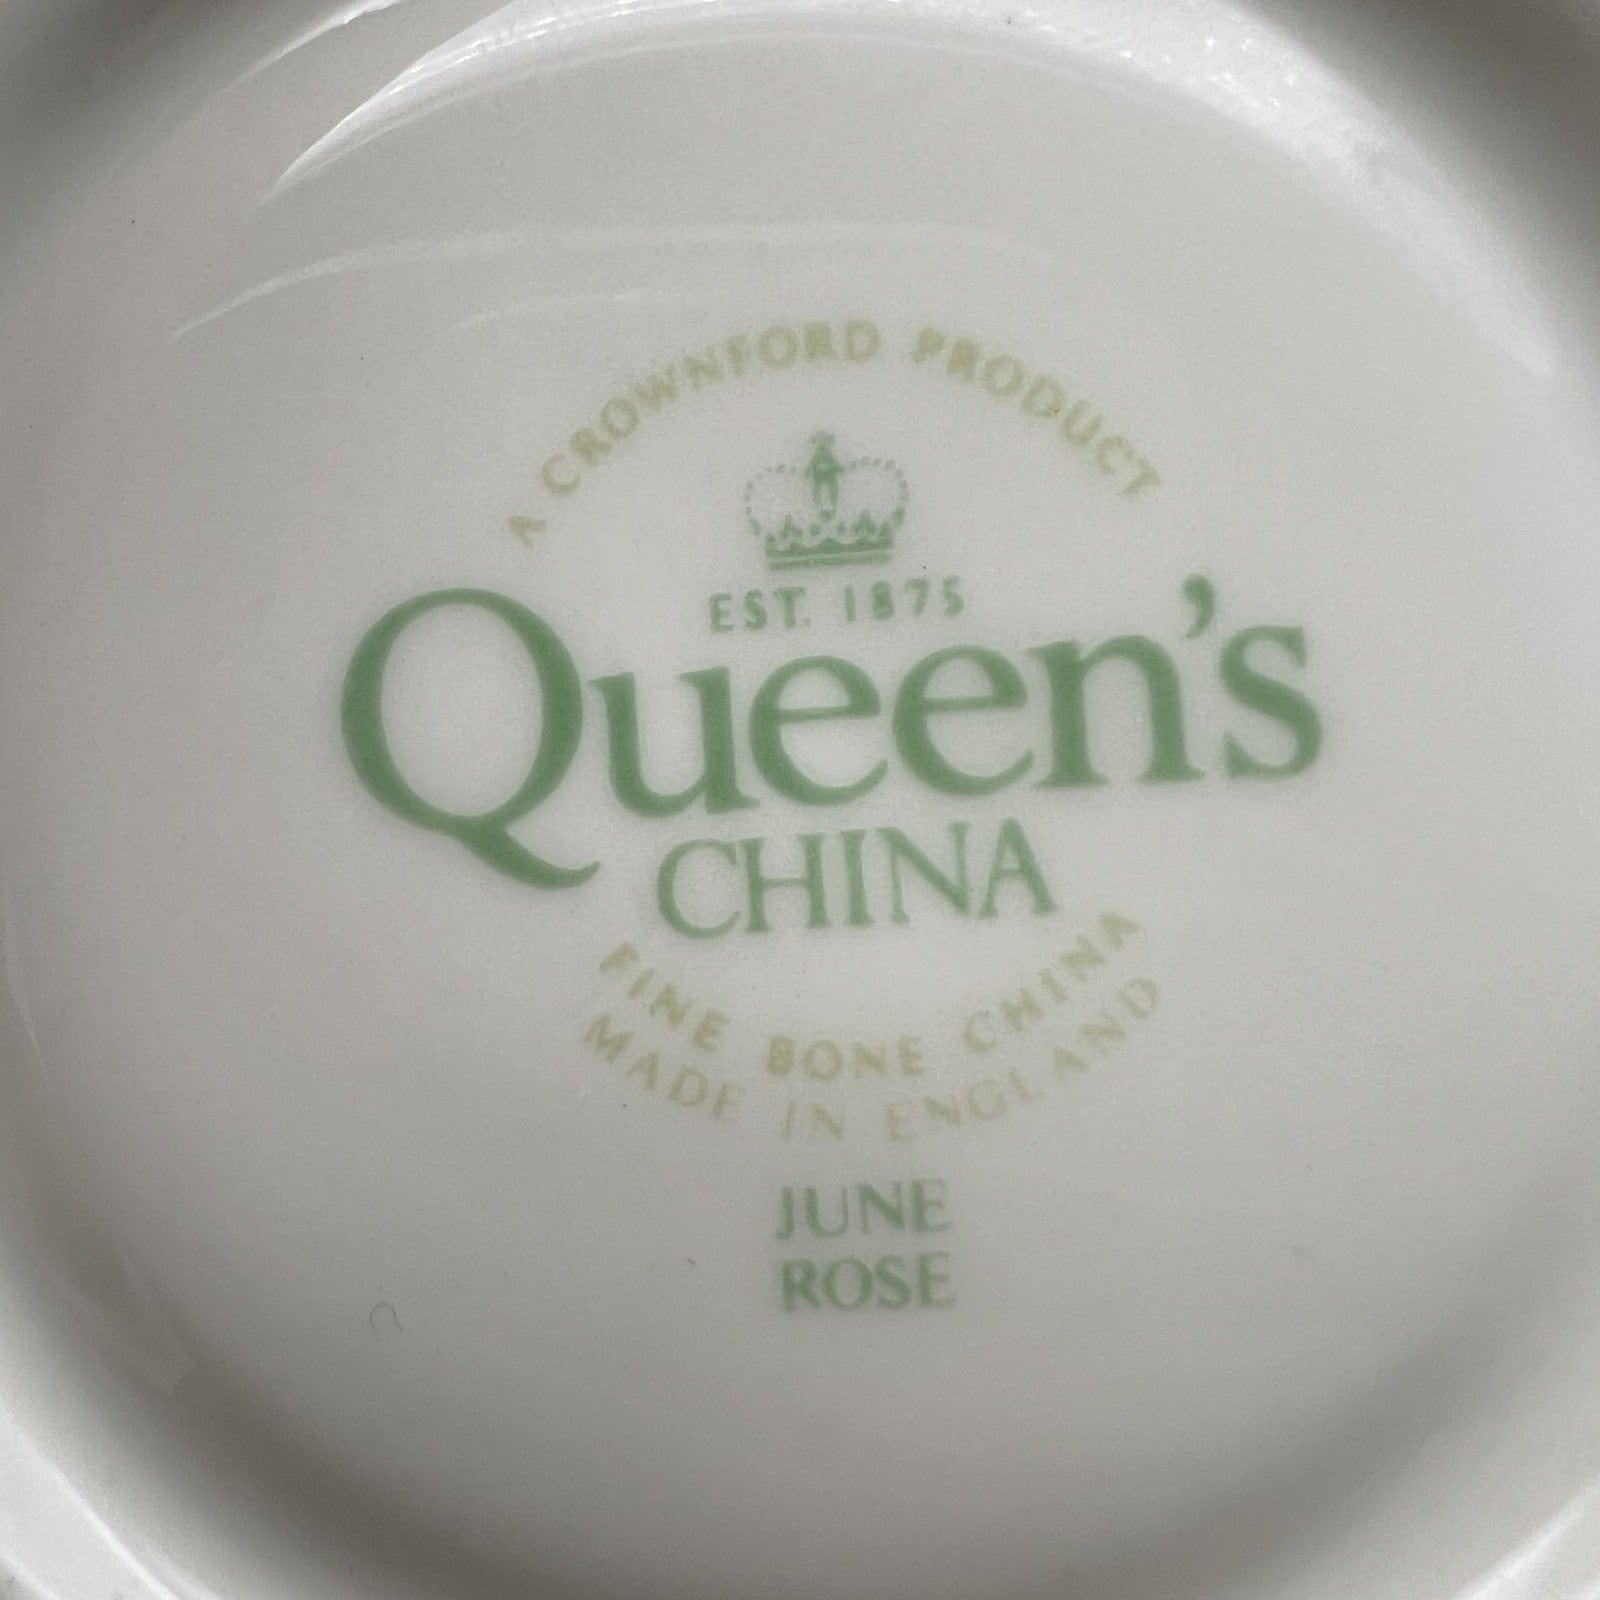 A CROWNFORD PRODUCT
EST. 1875
Queen's
CHINA
FINE BONE CHINA
MADE IN ENGLAND
JUNE
ROSE